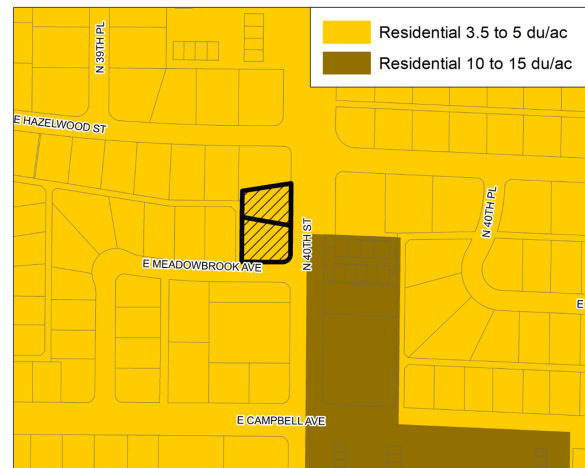 Residential 3.5 to 5 du/ac
Residential 10 to 15 du/ac
N 39TH PL
E HAZELWOOD ST
N 40TH PL
N 40TH ST
E MEADOWBROOK AVE
E
E CAMPBELL AVE